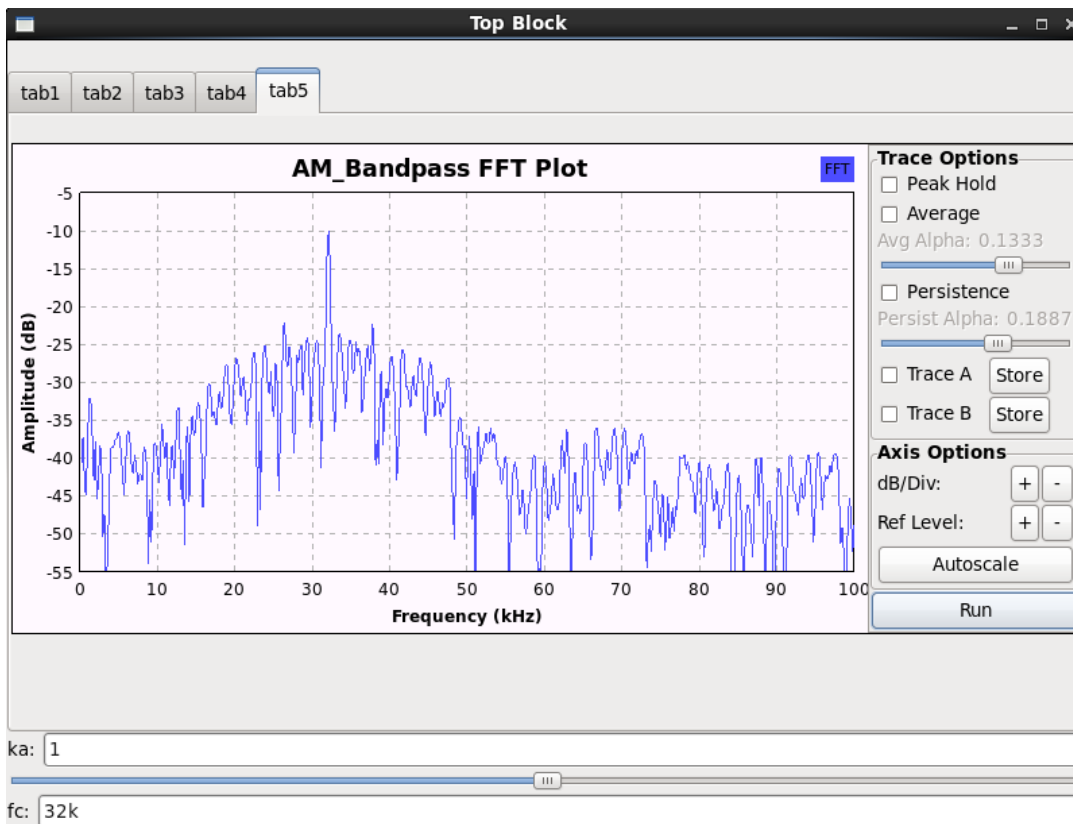 Top Block
tab1 tab2 tab3 tab4 tab5
AM_Bandpass FFT Plot
FFT
Amplitude (dB)
-5
-10
-15
-20
-25
-30
-35
-40
-45
-50
-55
0 10 20 30 40 50 60 70 80 90 100
Frequency (kHz)
Trace Options
Peak Hold
Average
Avg Alpha: 0.1333
Persistence
Persist Alpha: 0.1887
Trace A Store
Trace B Store
Axis Options
dB/Div: + -
Ref Level: + -
Autoscale
Run
ka: 1
fc: 32k